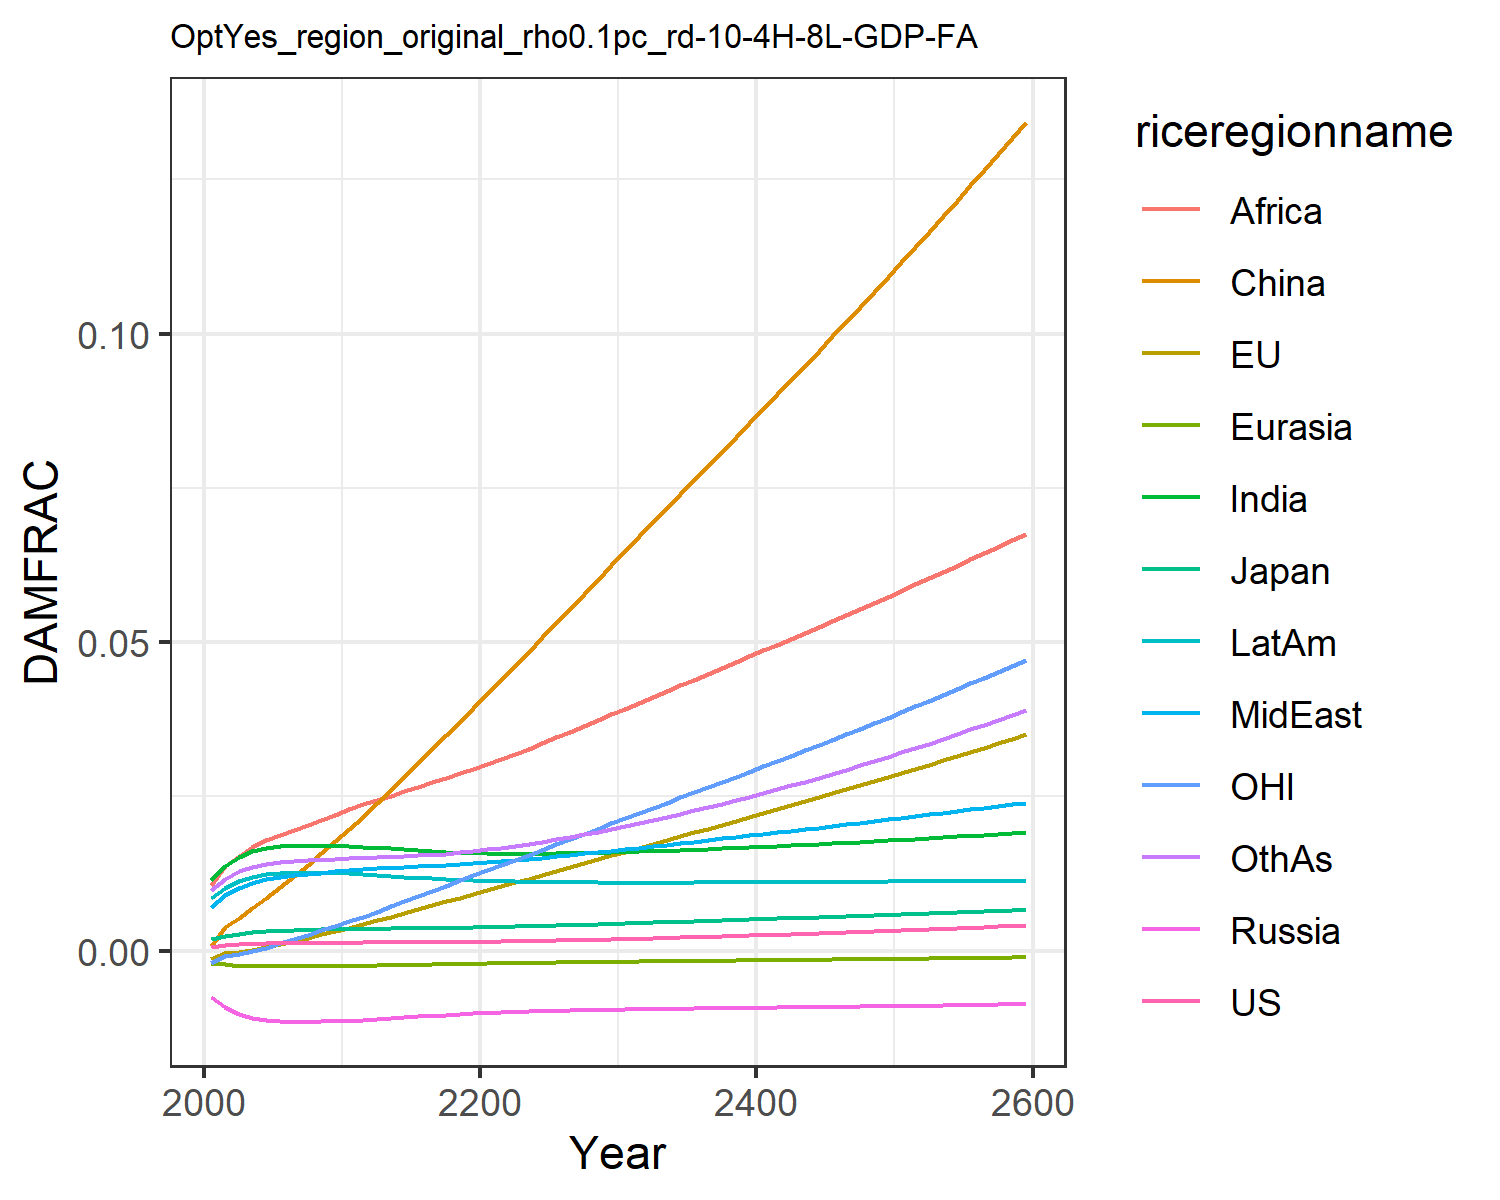 OptYes_region_original_rho0.1pc_rd-10-4H-8L-GDP-FA
DAMFRAC
0.10
0.05
0.00
2000 2200 2400 2600
Year
riceregionname
Africa
China
EU
Eurasia
India
Japan
LatAm
MidEast
OHI
OthAs
Russia
US